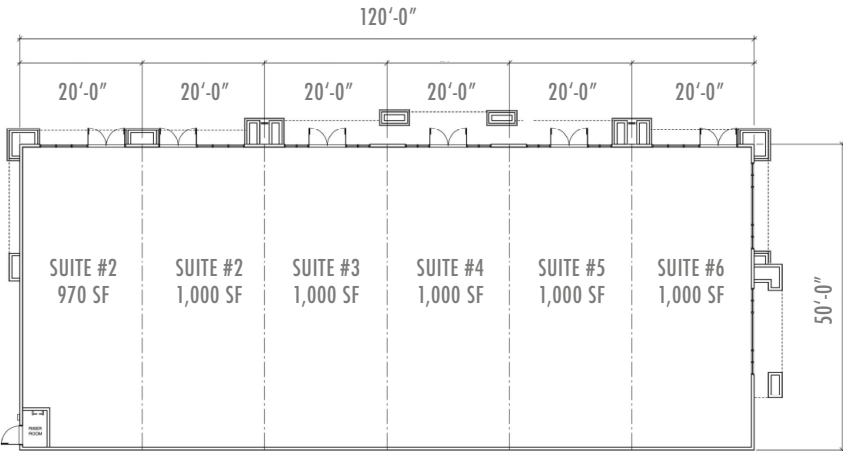 120'-0"
20'-0" 20'-0" 20'-0" 20'-0" 20'-0" 20'-0"
SUITE #2 SUITE #2 SUITE #3 SUITE #4 SUITE #5 SUITE #6
970 SF 1,000 SF 1,000 SF 1,000 SF 1,000 SF 1,000 SF
50'-0"
ROOM